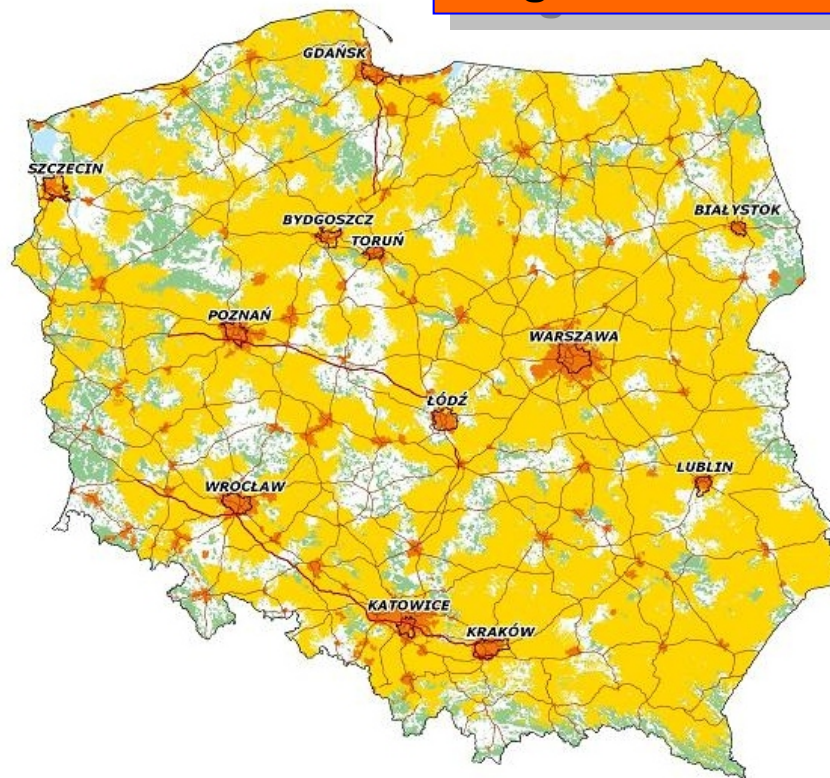 GDAŃSK
SZCZECIN
BIAŁYSTOK
BYDGOSZCZ
TORUŃ
POZNAŃ
WARSZAWA
ŁÓDŹ
LUBLIN
WROCŁAW
KATOWICE
KRAKÓW